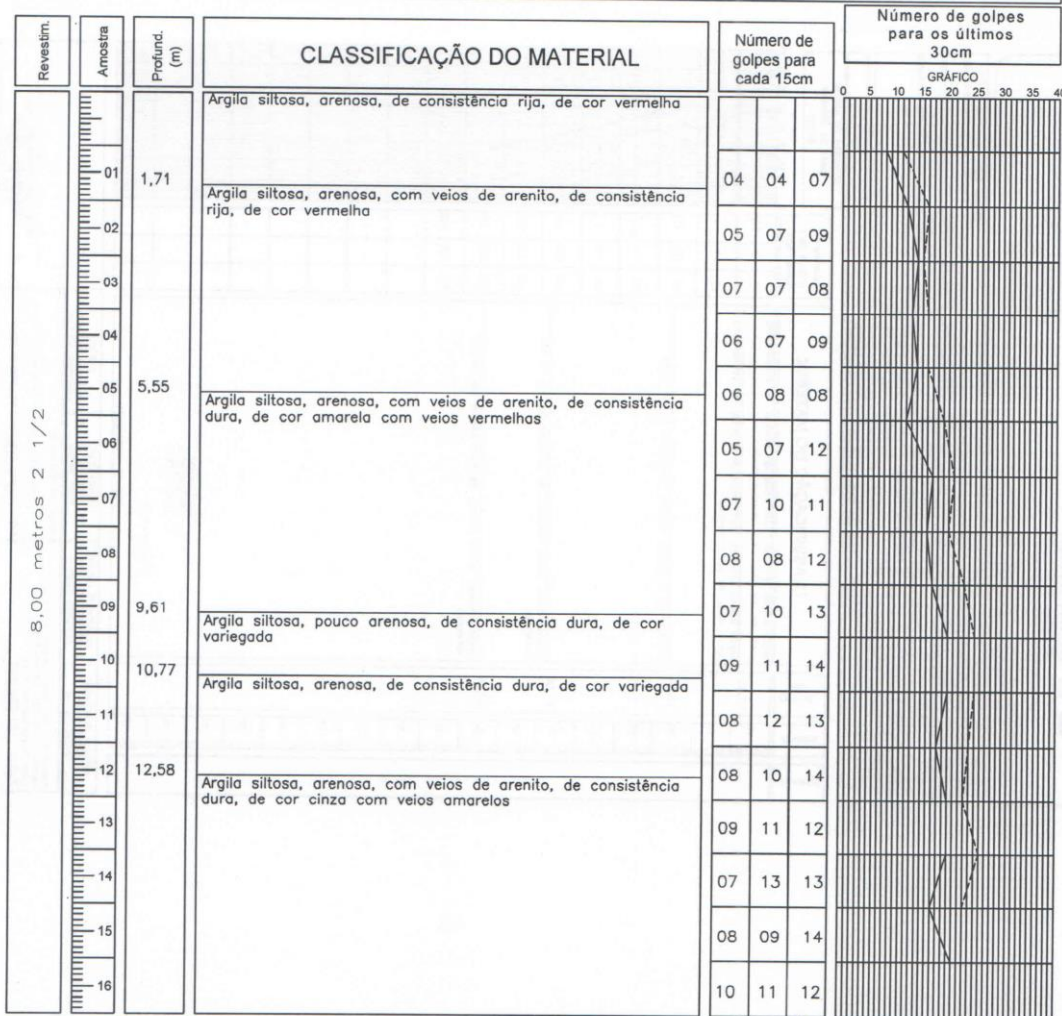 Revestim.
Amostra
Profund.
(m)
CLASSIFICAÇÃO DO MATERIAL
Número de
golpes para
cada 15cm
Número de golpes
para os últimos
30cm
GRÁFICO
0 5 10 15 20 25 30 35 40
8,00 metros 2 1/2
Argila siltosa, arenosa, de consistência rija, de cor vermelha
01 1,71 04 04 07
Argila siltosa, arenosa, com veios de arenito, de consistência
rija, de cor vermelha
02 05 07 09
03 07 07 08
04 06 07 09
05 5,55 06 08 08
Argila siltosa, arenosa, com veios de arenito, de consistência
dura, de cor amarela com veios vermelhas
06 05 07 12
07 07 10 11
08 08 08 12
09 9,61 07 10 13
Argila siltosa, pouco arenosa, de consistência dura, de cor
variegada
10 10,77 09 11 14
Argila siltosa, arenosa, de consistência dura, de cor variegada
11 08 12 13
12 12,58 08 10 14
Argila siltosa, arenosa, com veios de arenito, de consistência
dura, de cor cinza com veios amarelos
13 09 11 12
14 07 13 13
15 08 09 14
16 10 11 12